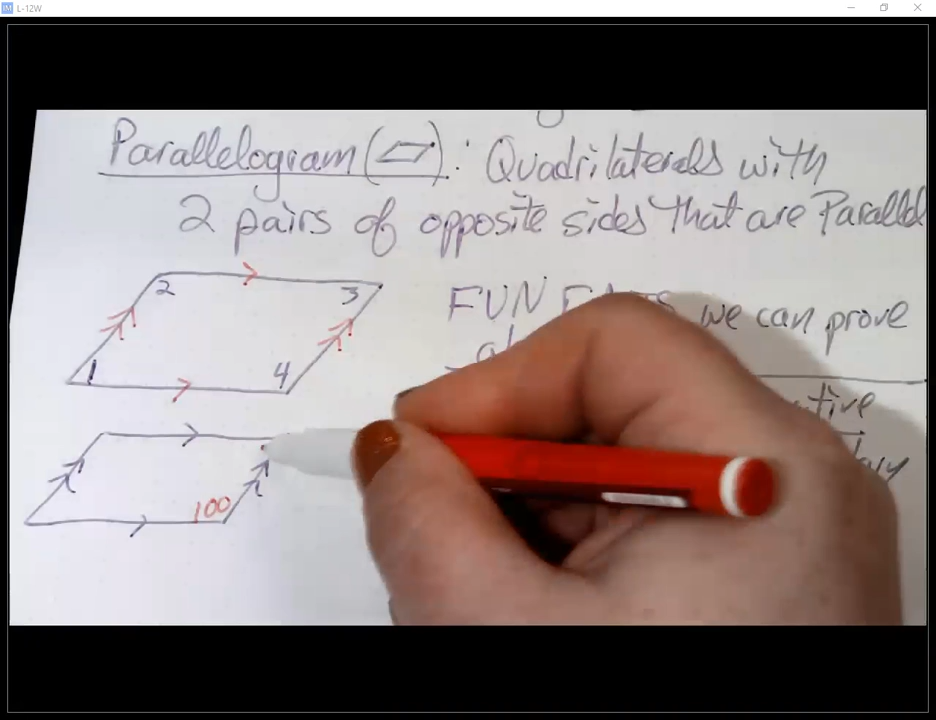 L-12W
Parallelogram (▱): Quadrilaterals with
2 pairs of opposite sides that are Parallel
FUN we can prove
2 3
1 4
100